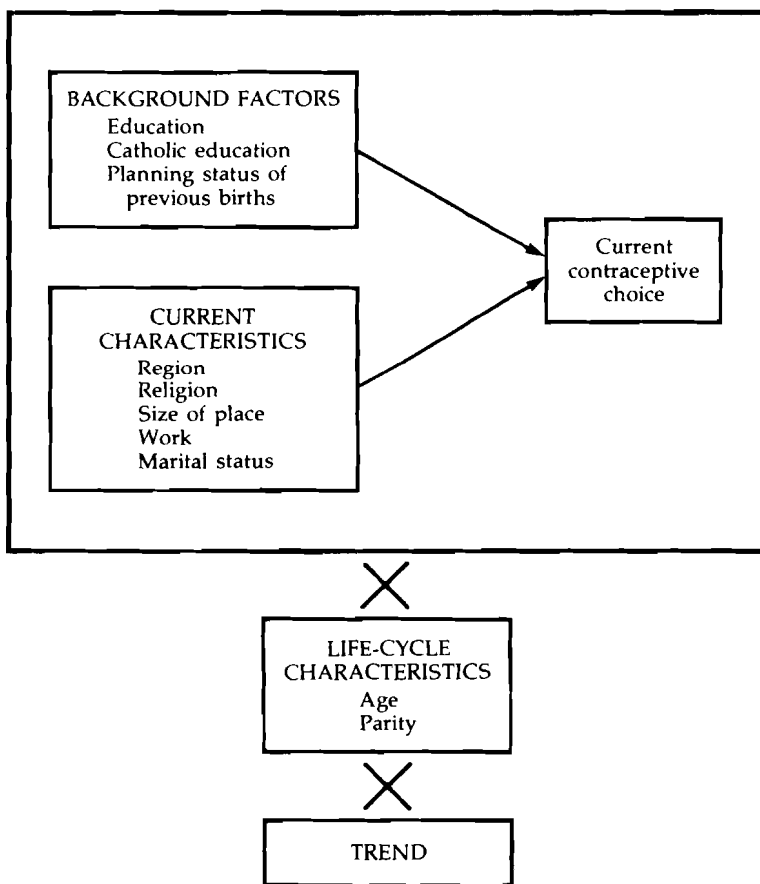 BACKGROUND FACTORS
Education
Catholic education
Planning status of
previous births
Current
contraceptive
choice
CURRENT
CHARACTERISTICS
Region
Religion
Size of place
Work
Marital status
LIFE-CYCLE
CHARACTERISTICS
Age
Parity
TREND